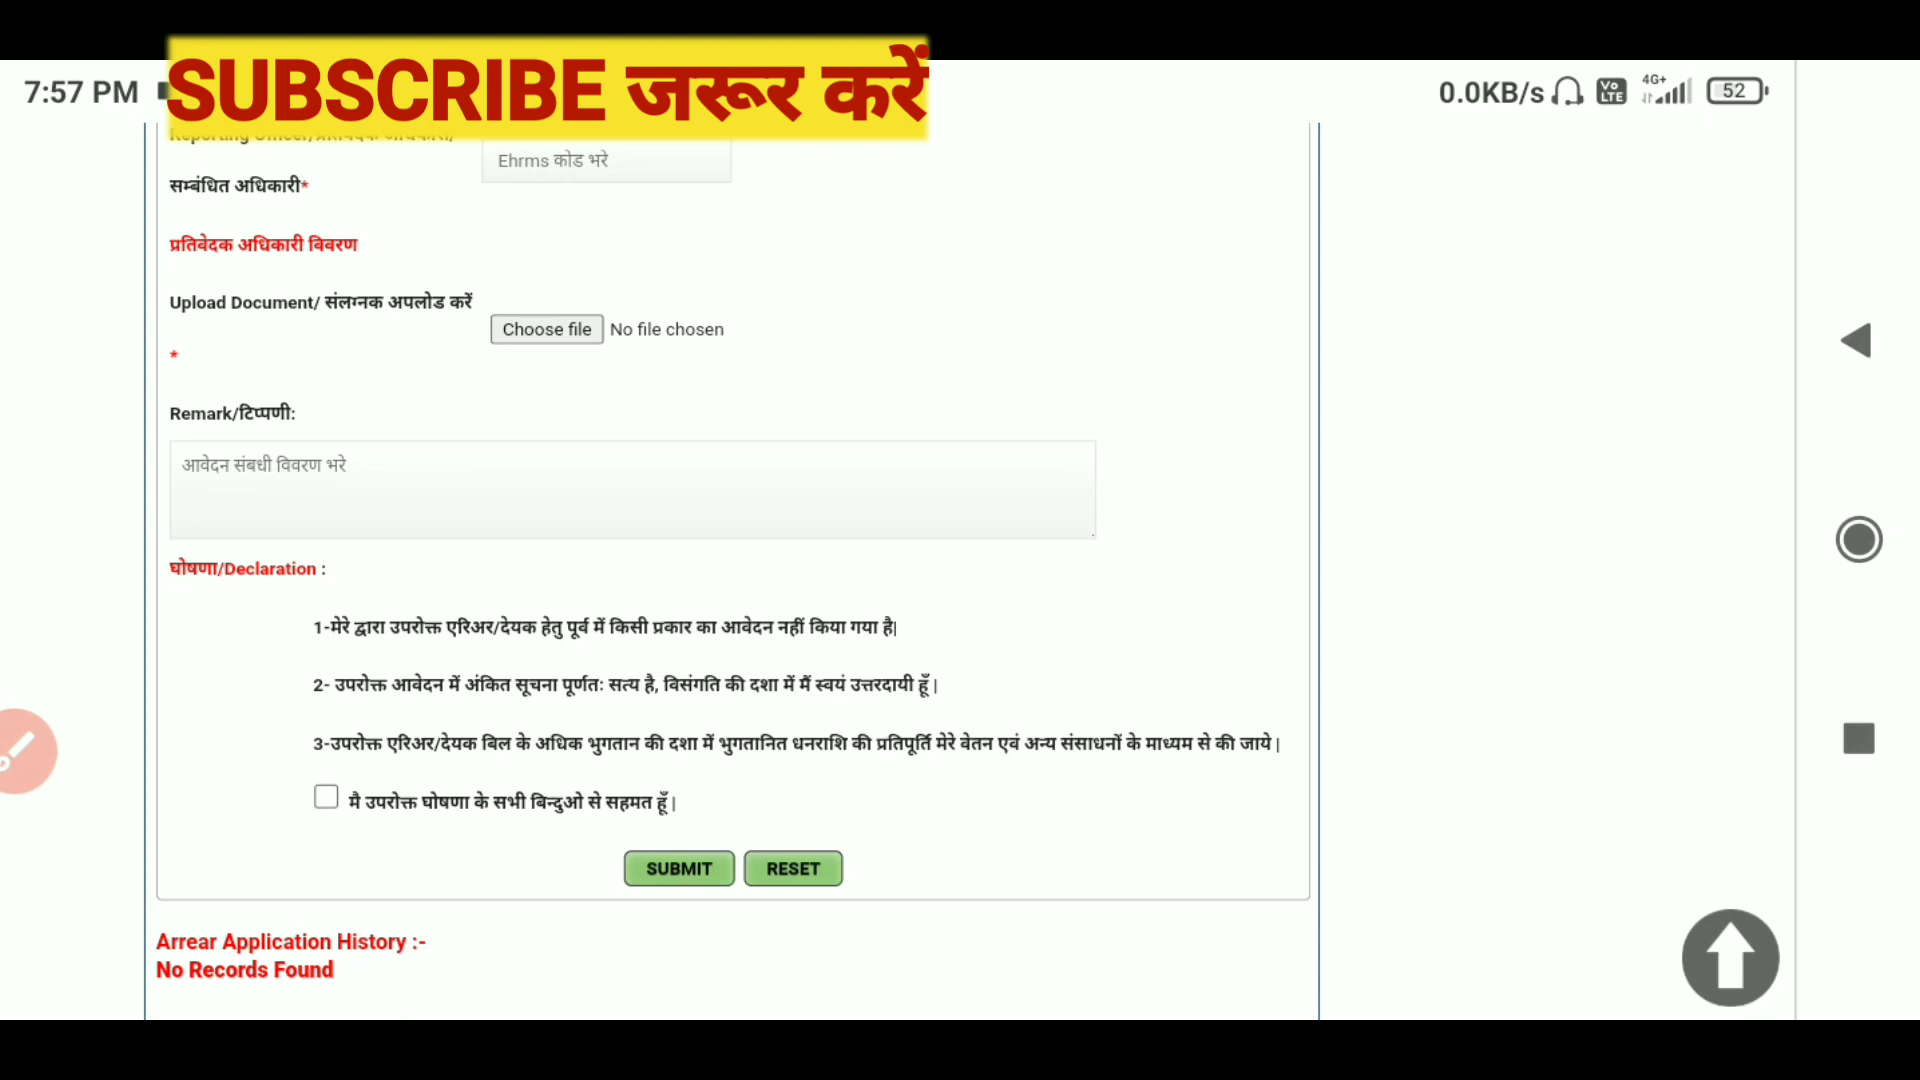 SUBSCRIBE जरूर करें
7:57 PM
0.0KB/s
Vo LTE
4G+
52
Ehrms कोड भरे
सम्बंधित अधिकारी*
प्रतिवेदक अधिकारी विवरण
Upload Document/ संलग्नक अपलोड करें
Choose file No file chosen
*
Remark/टिप्पणी:
आवेदन संबधी विवरण भरे
घोषणा/Declaration :
1-मेरे द्वारा उपरोक्त एरिअर/देयक हेतु पूर्व में किसी प्रकार का आवेदन नहीं किया गया है|
2- उपरोक्त आवेदन में अंकित सूचना पूर्णतः सत्य है, विसंगति की दशा में मैं स्वयं उत्तरदायी हूँ |
3-उपरोक्त एरिअर/देयक बिल के अधिक भुगतान की दशा में भुगतानित धनराशि की प्रतिपूर्ति मेरे वेतन एवं अन्य संसाधनों के माध्यम से की जाये |
मै उपरोक्त घोषणा के सभी बिन्दुओ से सहमत हूँ |
SUBMIT RESET
Arrear Application History :-
No Records Found